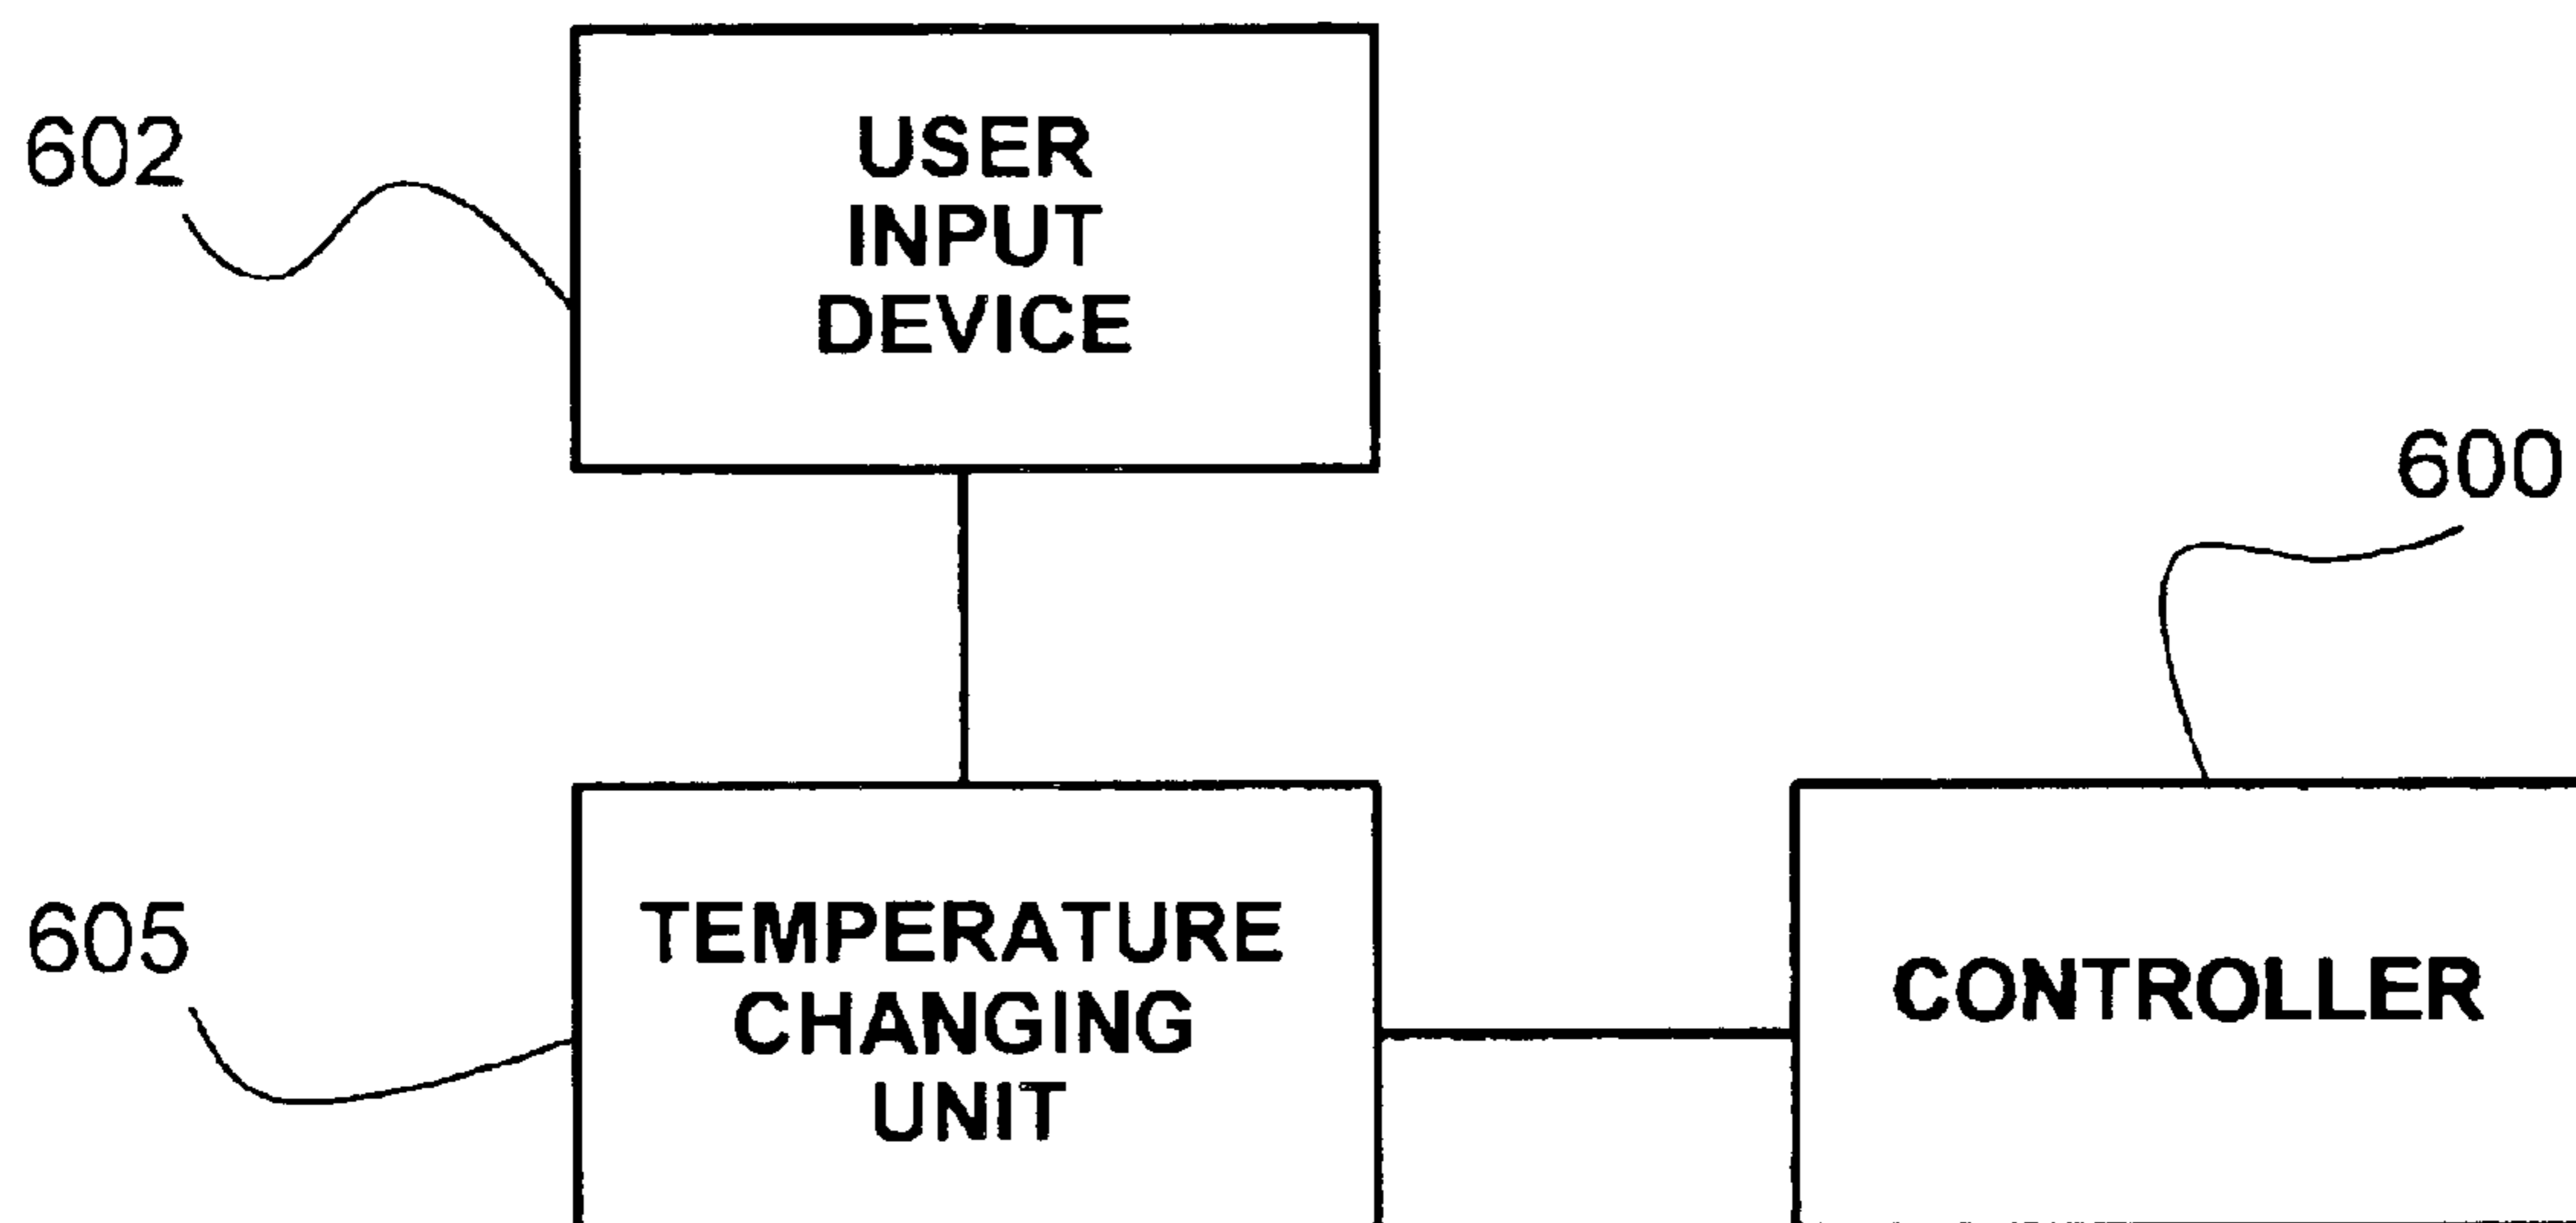 602
USER
INPUT
DEVICE
600
605
TEMPERATURE
CHANGING
UNIT
CONTROLLER